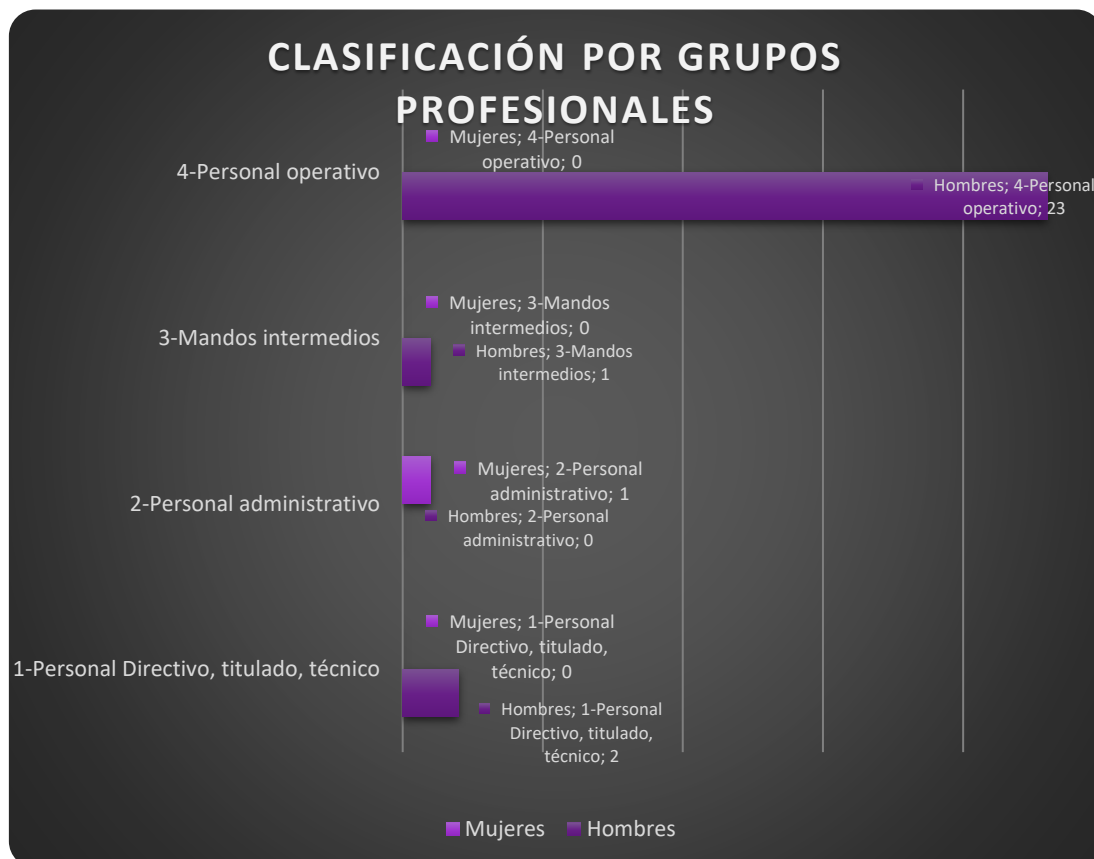 CLASIFICACIÓN POR GRUPOS
PROFESIONALES
4-Personal operativo
Mujeres; 4-Personal
operativo; 0
Hombres; 4-Personal
operativo; 23
3-Mandos intermedios
Mujeres; 3-Mandos
intermedios; 0
Hombres; 3-Mandos
intermedios; 1
2-Personal administrativo
Mujeres; 2-Personal
administrativo; 1
Hombres; 2-Personal
administrativo; 0
1-Personal Directivo, titulado, técnico
Mujeres; 1-Personal
Directivo, titulado,
técnico; 0
Hombres; 1-Personal
Directivo, titulado,
técnico; 2
Mujeres Hombres